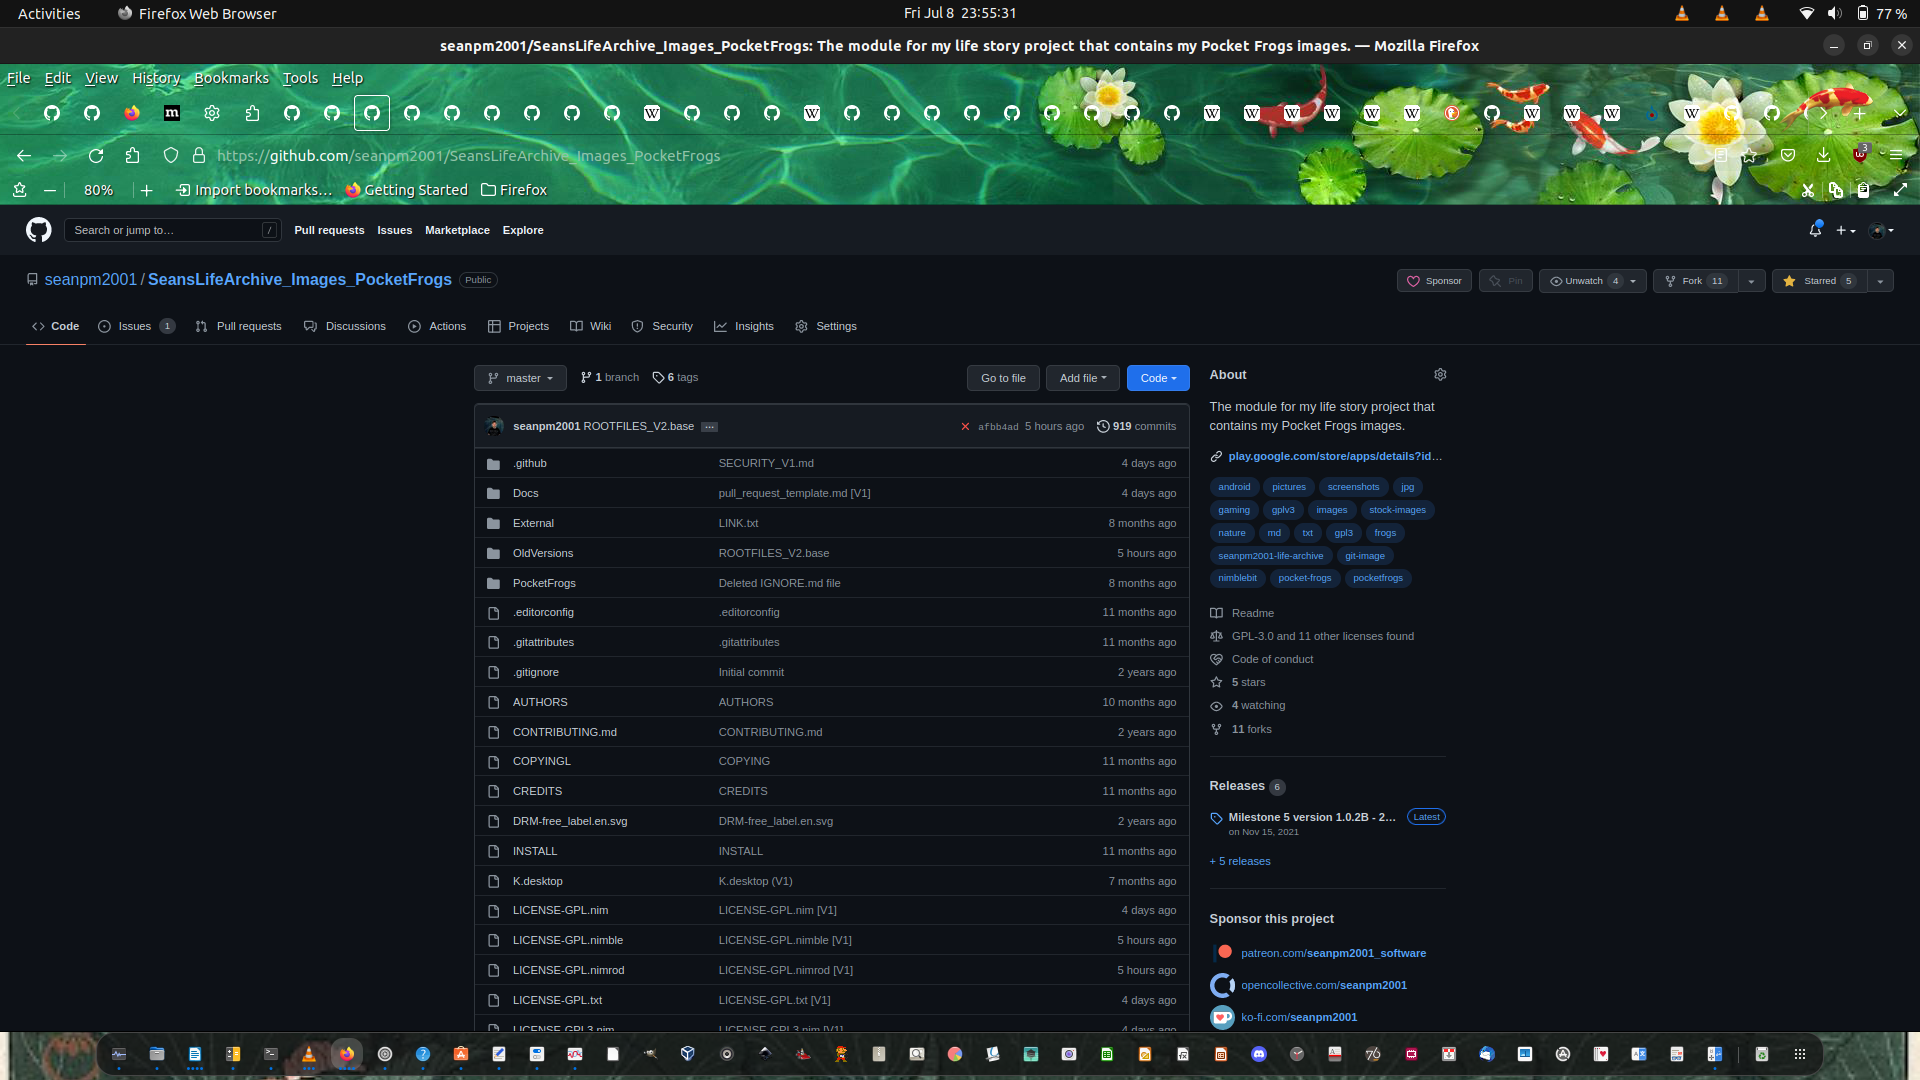 Activities Firefox Web Browser Fri Jul 8 23:55:31 77 %
seanpm2001/SeansLifeArchive_Images_PocketFrogs: The module for my life story project that contains my Pocket Frogs images. — Mozilla Firefox
File Edit View History Bookmarks Tools Help
https://github.com/seanpm2001/SeansLifeArchive_Images_PocketFrogs 3
80% Import bookmarks… Getting Started Firefox
Search or jump to… / Pull requests Issues Marketplace Explore
seanpm2001 / SeansLifeArchive_Images_PocketFrogs Public Sponsor Pin Unwatch 4 Fork 11 Starred 5
Code Issues 1 Pull requests Discussions Actions Projects Wiki Security Insights Settings
master 1 branch 6 tags Go to file Add file Code
seanpm2001 ROOTFILES_V2.base ... afbb4ad 5 hours ago 919 commits
.github SECURITY_V1.md 4 days ago
Docs pull_request_template.md [V1] 4 days ago
External LINK.txt 8 months ago
OldVersions ROOTFILES_V2.base 5 hours ago
PocketFrogs Deleted IGNORE.md file 8 months ago
.editorconfig .editorconfig 11 months ago
.gitattributes .gitattributes 11 months ago
.gitignore Initial commit 2 years ago
AUTHORS AUTHORS 10 months ago
CONTRIBUTING.md CONTRIBUTING.md 2 years ago
COPYINGL COPYING 11 months ago
CREDITS CREDITS 11 months ago
DRM-free_label.en.svg DRM-free_label.en.svg 2 years ago
INSTALL INSTALL 11 months ago
K.desktop K.desktop (V1) 7 months ago
LICENSE-GPL.nim LICENSE-GPL.nim [V1] 4 days ago
LICENSE-GPL.nimble LICENSE-GPL.nimble [V1] 5 hours ago
LICENSE-GPL.nimrod LICENSE-GPL.nimrod [V1] 5 hours ago
LICENSE-GPL.txt LICENSE-GPL.txt [V1] 4 days ago
LICENSE-GPL3.nim LICENSE-GPL3.nim [V1] 4 days ago
About
The module for my life story project that
contains my Pocket Frogs images.
play.google.com/store/apps/details?id…
android pictures screenshots jpg
gaming gplv3 images stock-images
nature md txt gpl3 frogs
seanpm2001-life-archive git-image
nimblebit pocket-frogs pocketfrogs
Readme
GPL-3.0 and 11 other licenses found
Code of conduct
5 stars
4 watching
11 forks
Releases 6
Milestone 5 version 1.0.2B - 2… Latest
on Nov 15, 2021
+ 5 releases
Sponsor this project
patreon.com/seanpm2001_software
opencollective.com/seanpm2001
ko-fi.com/seanpm2001